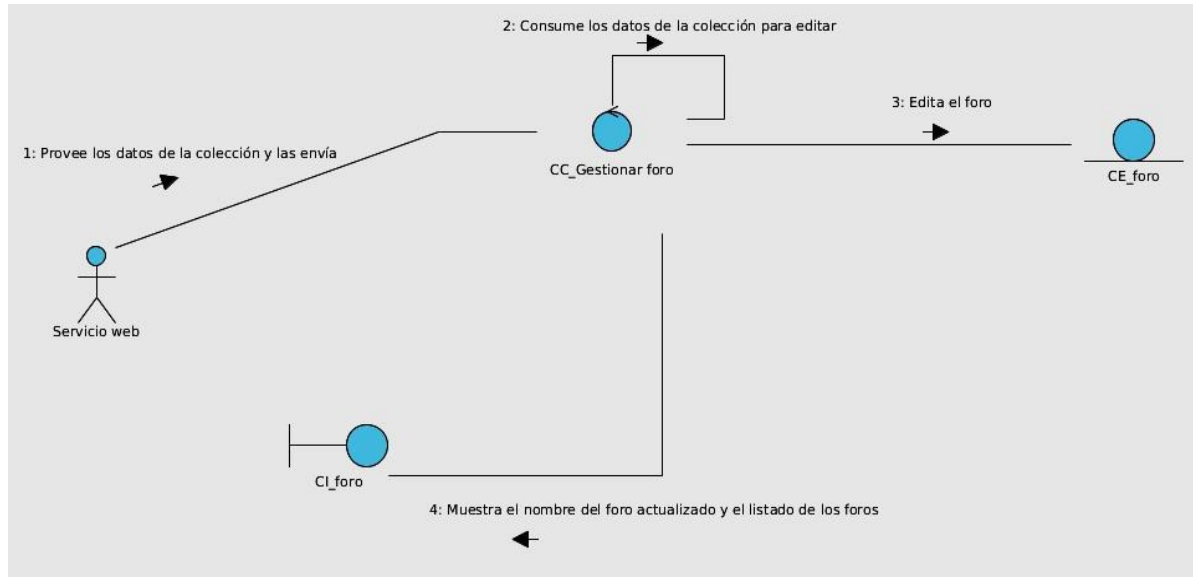 2: Consume los datos de la colección para editar
3: Edita el foro
1: Provee los datos de la colección y las envía
CC_Gestionar foro
CE_foro
Servicio web
CI_foro
4: Muestra el nombre del foro actualizado y el listado de los foros